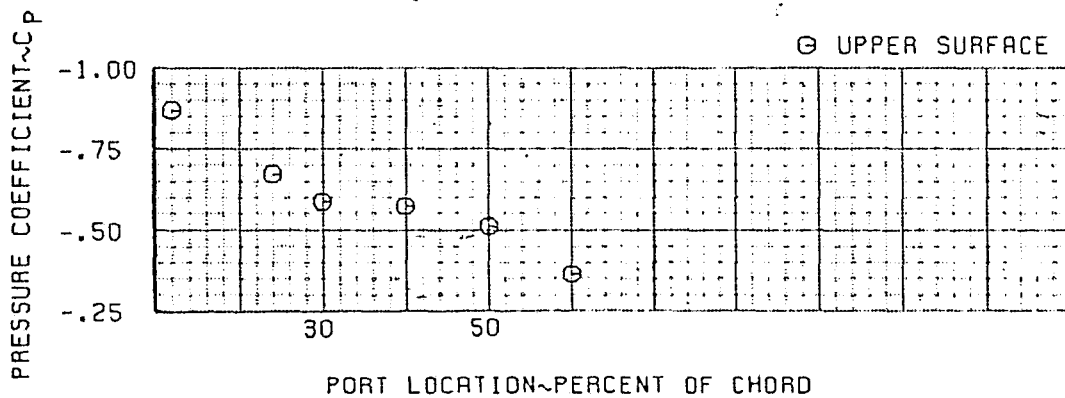 UPPER SURFACE
PRESSURE COEFFICIENT~CP
-1.00
-.75
-.50
-.25
30
50
PORT LOCATION~PERCENT OF CHORD